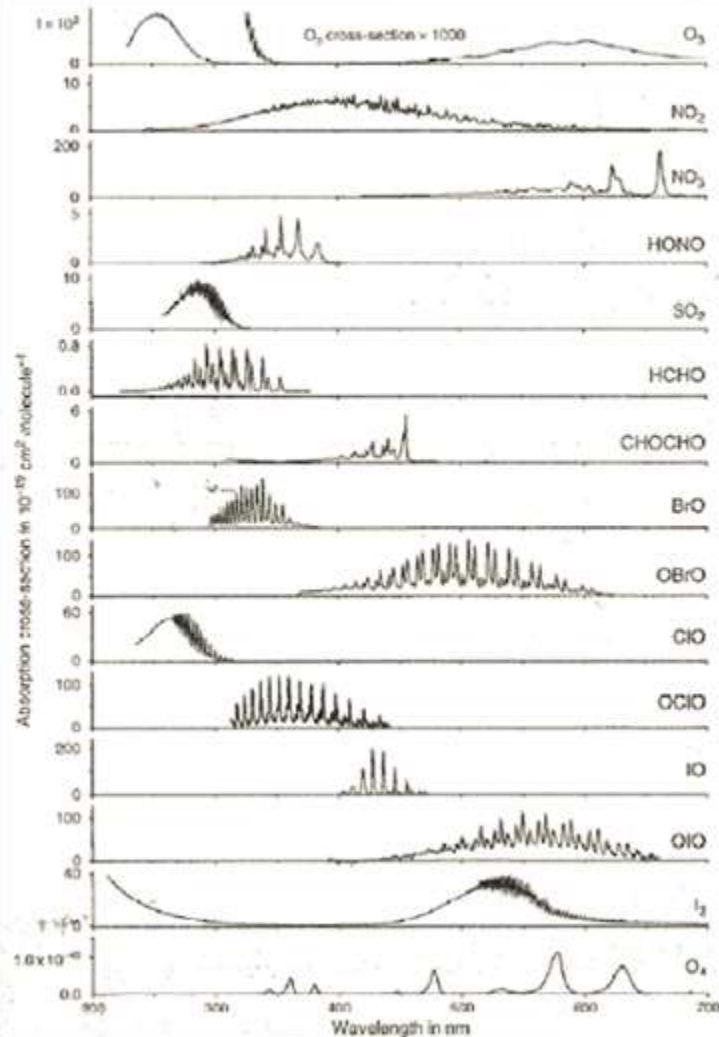 1×10³ O₃ cross-section × 1000 O₃
0
10 NO₂
0
200 NO₃
0
5 HONO
0
10 SO₂
0
0.8 HCHO
0.0
6 CHOCHO
0
100 BrO
0
100 OBrO
0
60 ClO
0
100 OClO
0
200 IO
0
100 OIO
0
40 I₂
0
O₄
0.0
300 400 600 700
Wavelength in nm
Absorption cross-section in 10⁻¹⁹ cm² molecule⁻¹